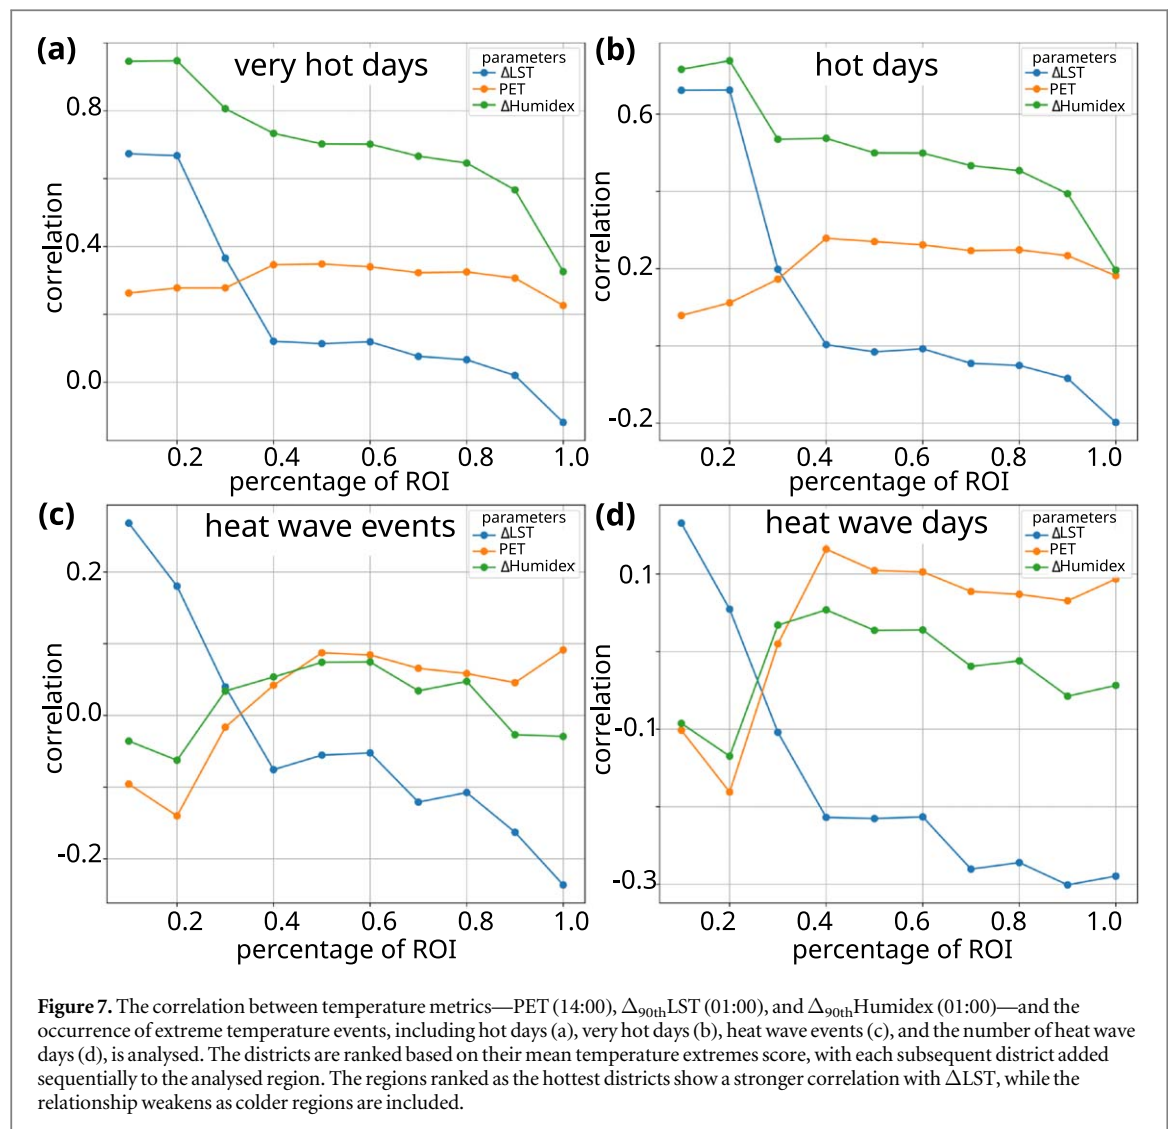 (a)
very hot days
parameters
ΔLST
PET
ΔHumidex
0.8
0.4
0.0
correlation
0.2 0.4 0.6 0.8 1.0
percentage of ROI
(b)
hot days
parameters
ΔLST
PET
ΔHumidex
0.6
0.2
-0.2
correlation
0.2 0.4 0.6 0.8 1.0
percentage of ROI
(c)
heat wave events
parameters
ΔLST
PET
ΔHumidex
0.2
0.0
-0.2
correlation
0.2 0.4 0.6 0.8 1.0
percentage of ROI
(d)
heat wave days
parameters
ΔLST
PET
ΔHumidex
0.1
-0.1
-0.3
correlation
0.2 0.4 0.6 0.8 1.0
percentage of ROI
Figure 7. The correlation between temperature metrics—PET (14:00), Δ90thLST (01:00), and Δ90thHumidex (01:00)—and the
occurrence of extreme temperature events, including hot days (a), very hot days (b), heat wave events (c), and the number of heat wave
days (d), is analysed. The districts are ranked based on their mean temperature extremes score, with each subsequent district added
sequentially to the analysed region. The regions ranked as the hottest districts show a stronger correlation with ΔLST, while the
relationship weakens as colder regions are included.